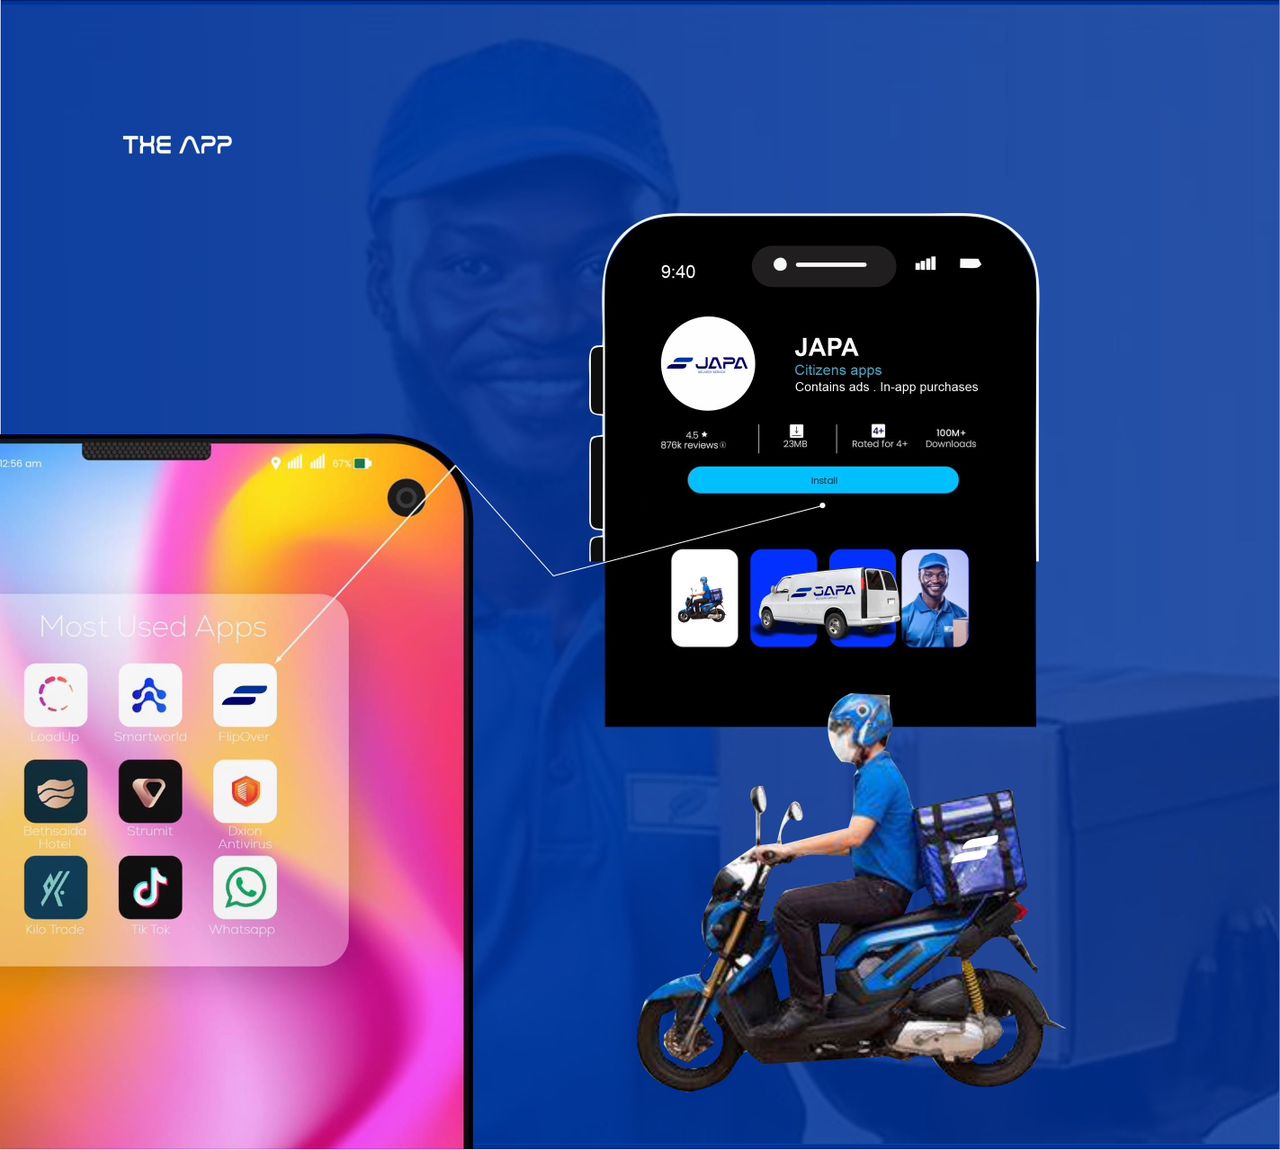 THE APP
9:40
JAPA
JAPA
Citizens apps
Contains ads . In-app purchases
4.5 ★
876k reviews
23MB
4+
Rated for 4+
100M+
Downloads
Install
JAPA
12:56 am
67%
Most Used Apps
LoadUp
Smartworld
FlipOver
Bethsaida
Hotel
Strumit
Dxion
Antivirus
Kilo Trade
Tik Tok
Whatsapp